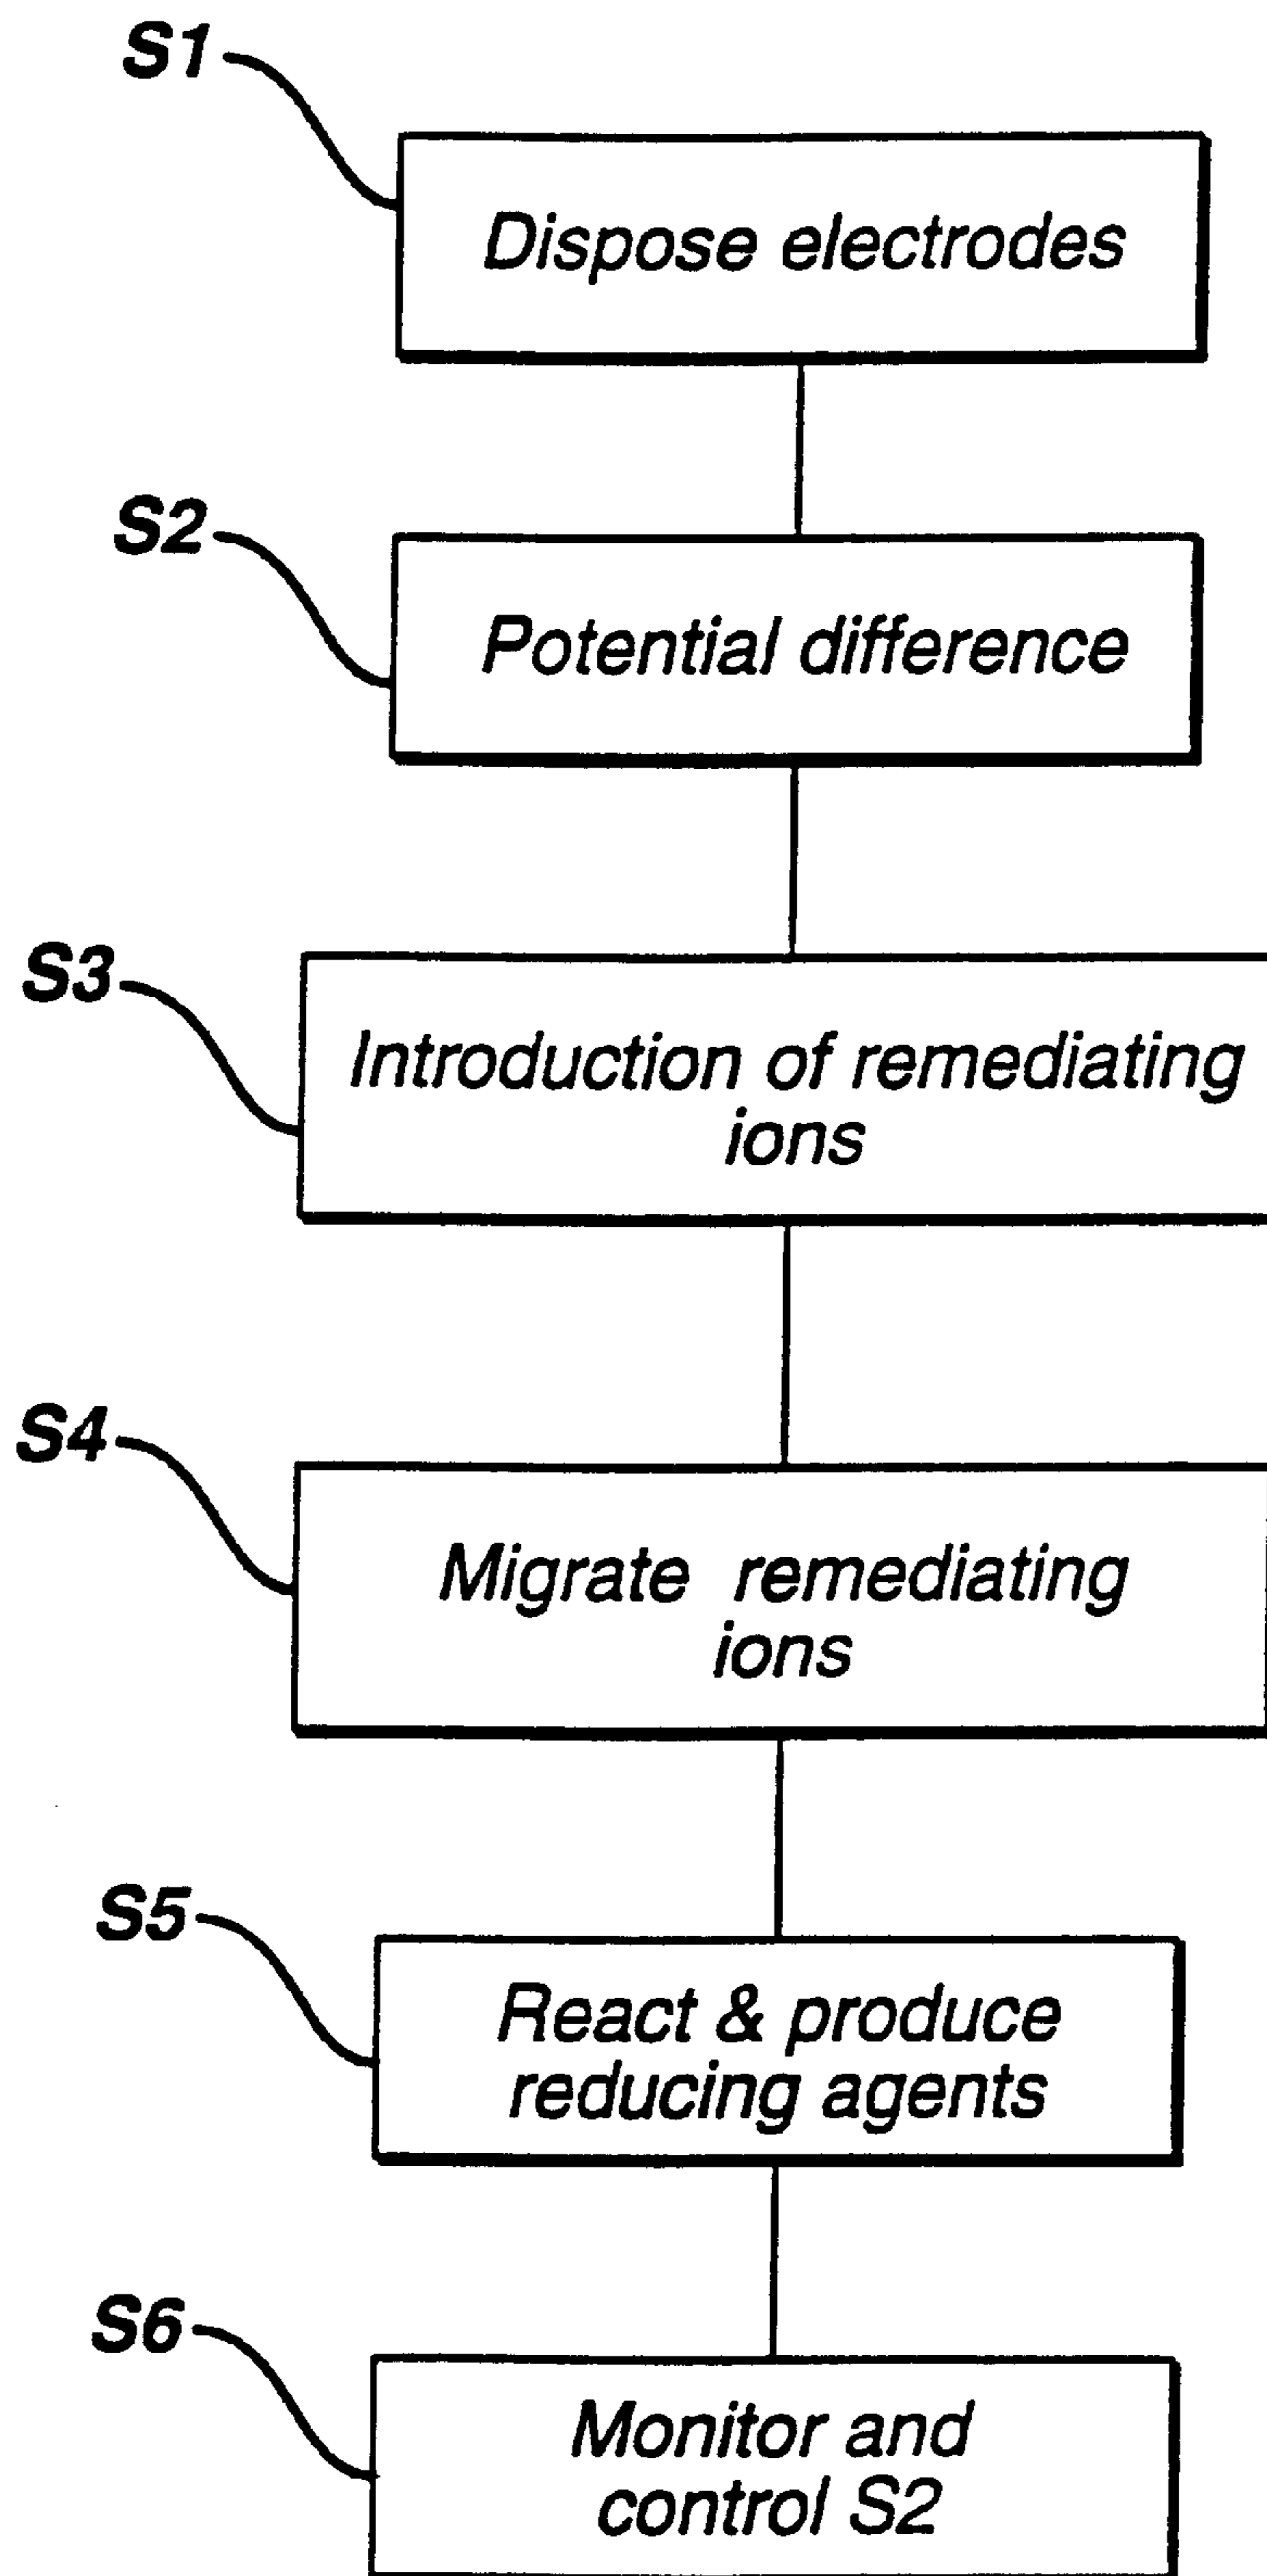 S1
Dispose electrodes
S2
Potential difference
S3
Introduction of remediating
ions
S4
Migrate remediating
ions
S5
React & produce
reducing agents
S6
Monitor and
control S2